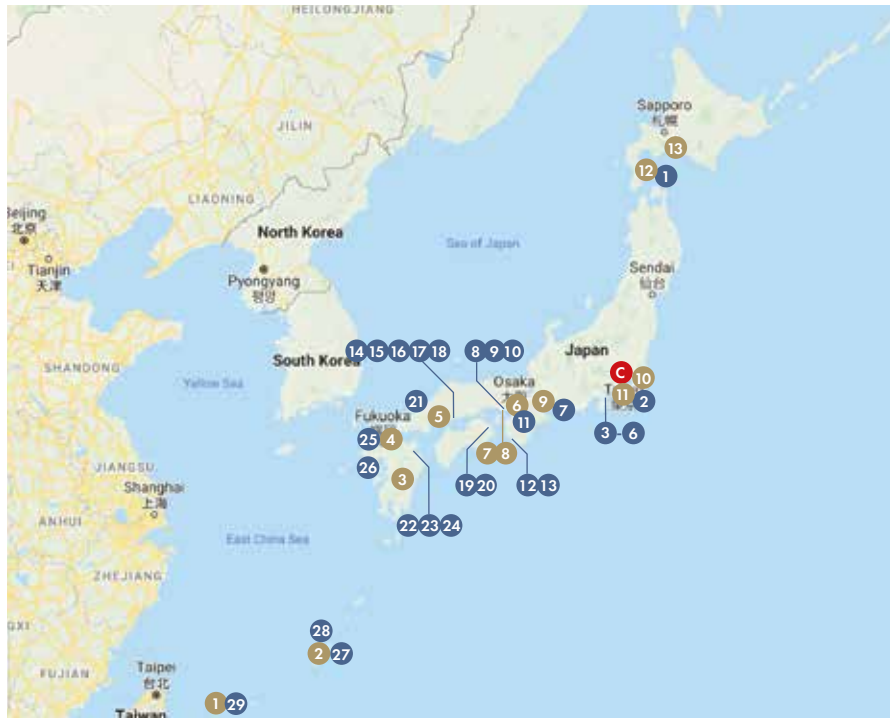 HEILONGJIANG
Sapporo
札幌
13
JILIN
12 1
LIAONING
Beijing
北京
North Korea
Sea of Japan
Tianjin
天津
Sendai
仙台
Pyongyang
평양
14 15 16 17 18
8 9 10
Japan
South Korea
SHANDONG
C
10
Yellow Sea
Osaka
11 2
21
5
6 9 7
11
Fukuoka
3 - 6
25 4
7 8
JIANGSU
26
3
19 20
12 13
Shanghai
上海
ANHUI
22 23 24
East China Sea
ZHEJIANG
28
GXI
2 27
FUJIAN
Taipei
台北
1 29
Taiwan